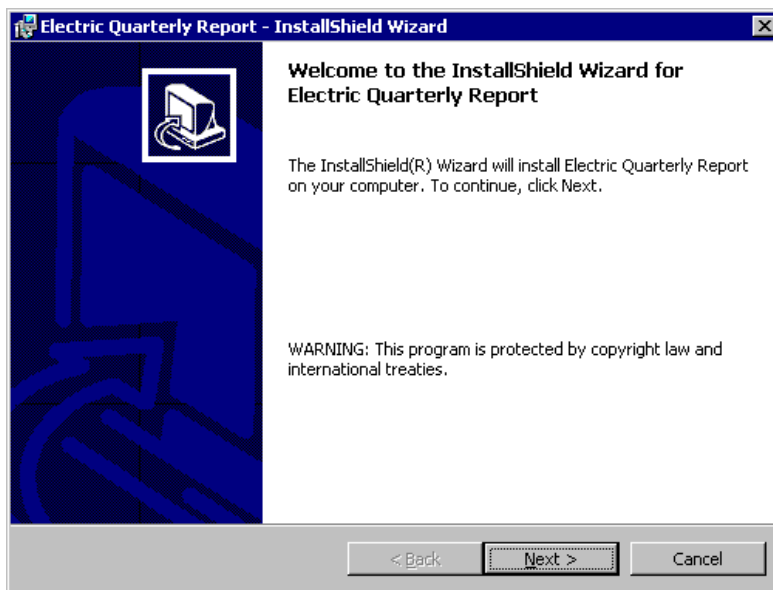 Electric Quarterly Report - InstallShield Wizard
Welcome to the InstallShield Wizard for
Electric Quarterly Report
The InstallShield(R) Wizard will install Electric Quarterly Report
on your computer. To continue, click Next.
WARNING: This program is protected by copyright law and
international treaties.
< Back
Next >
Cancel